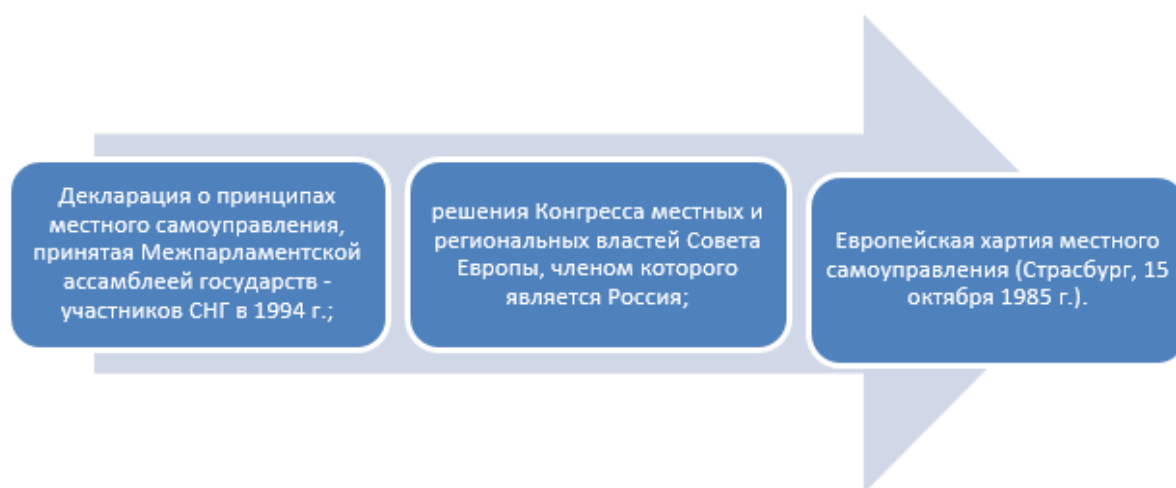 Декларация о принципах
местного самоуправления,
принятая Межпарламентской
ассамблеей государств -
участников СНГ в 1994 г.;
решения Конгресса местных и
региональных властей Совета
Европы, членом которого
является Россия;
Европейская хартия местного
самоуправления (Страсбург, 15
октября 1985 г.).